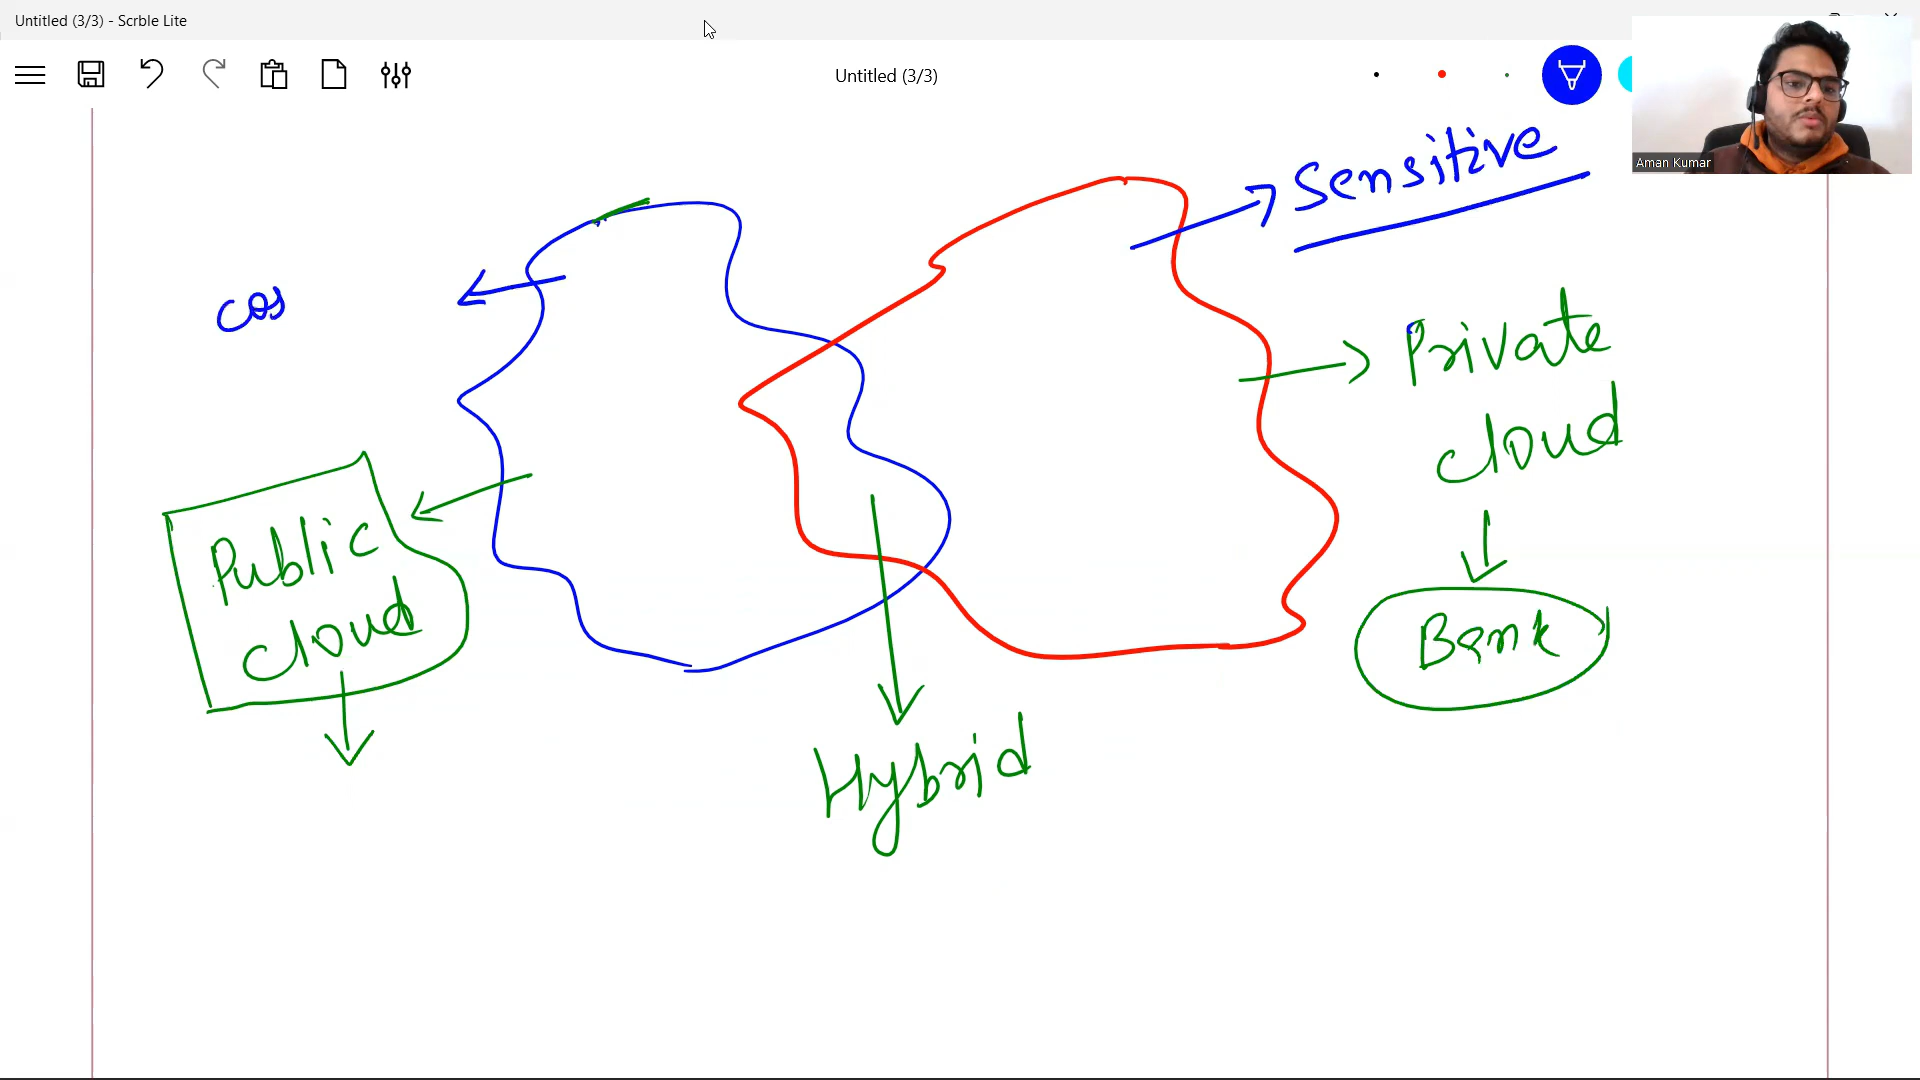 Untitled (3/3) - Scrble Lite
Untitled (3/3)
Aman Kumar
Sensitive
cos
Private
cloud
Public
cloud
Bank
Hybrid